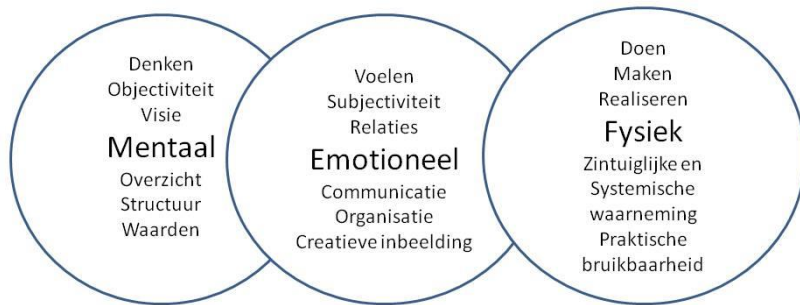 Denken
Objectiviteit
Visie
Mentaal
Overzicht
Structuur
Waarden
Voelen
Subjectiviteit
Relaties
Emotioneel
Communicatie
Organisatie
Creatieve inbeelding
Doen
Maken
Realiseren
Fysiek
Zintuiglijke en
Systemische
waarneming
Praktische
bruikbaarheid